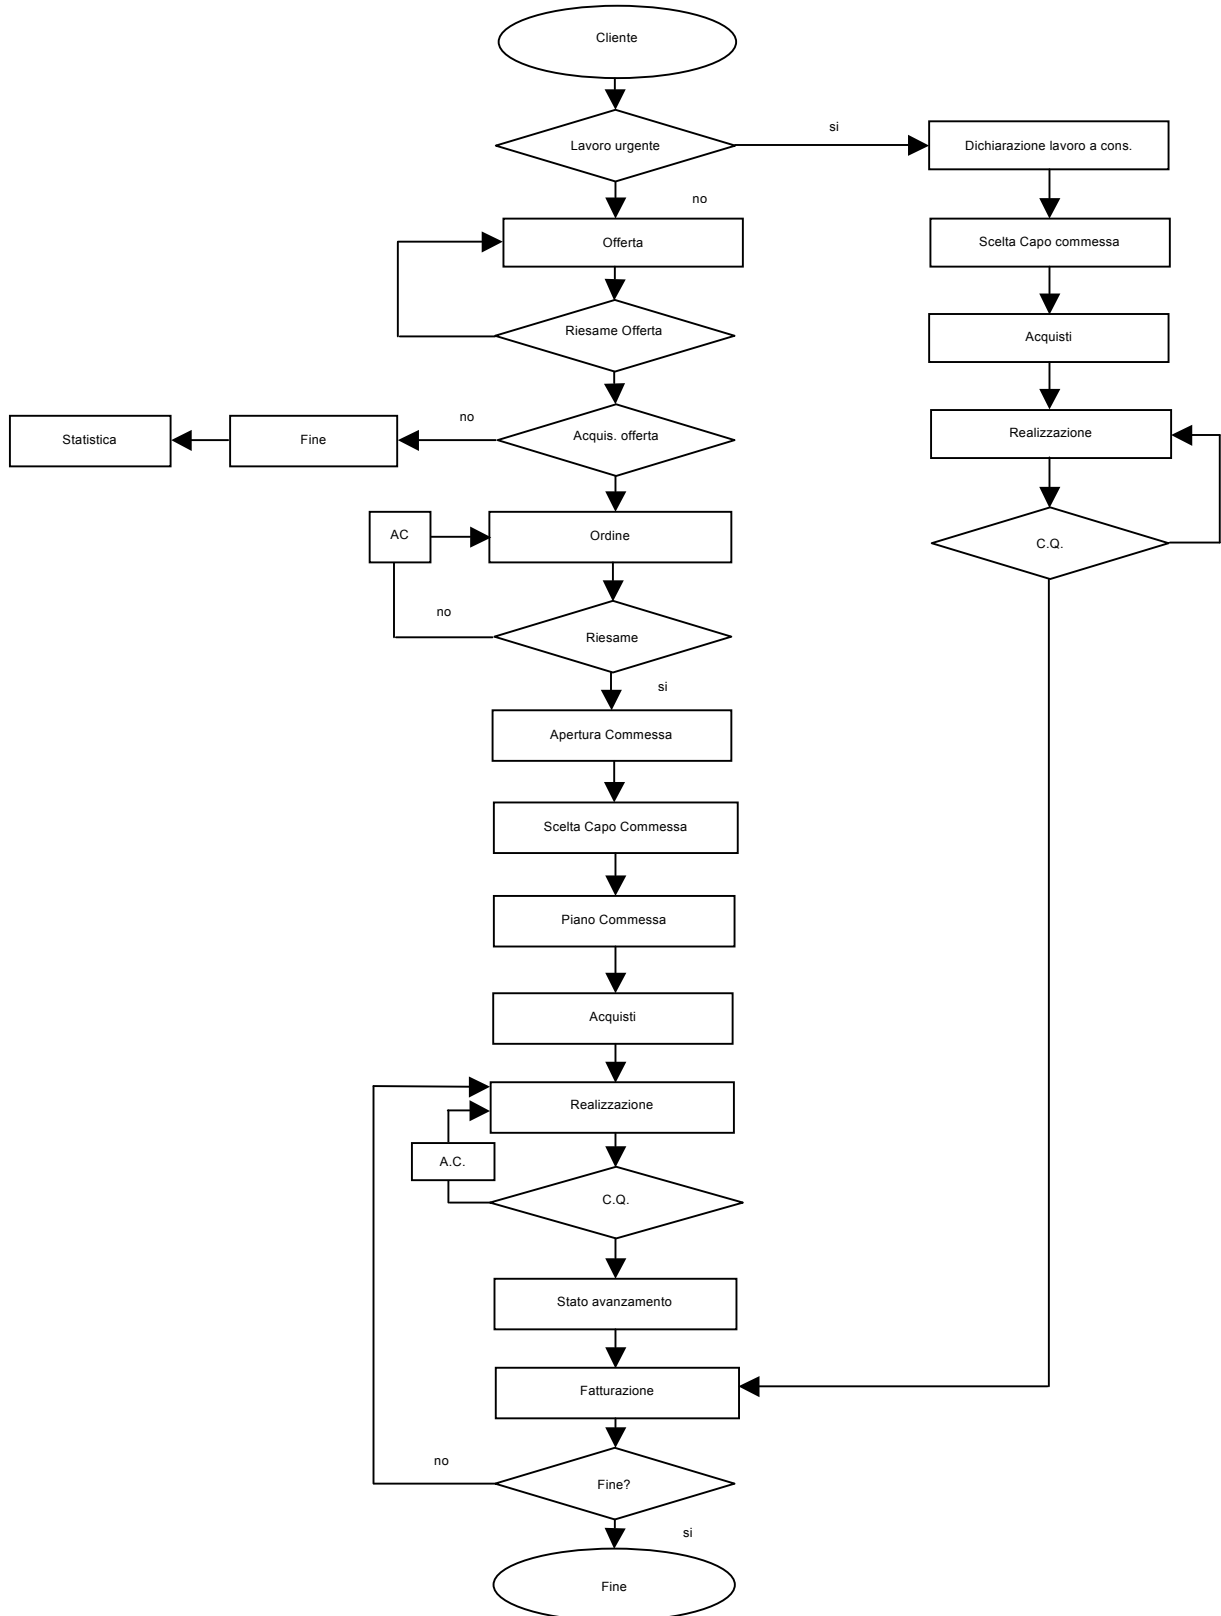 Cliente
si
Lavoro urgente
Dichiarazione lavoro a cons.
no
Offerta
Scelta Capo commessa
Riesame Offerta
Acquisti
no
Statistica
Fine
Acquis. offerta
Realizzazione
AC
Ordine
C.Q.
no
Riesame
si
Apertura Commessa
Scelta Capo Commessa
Piano Commessa
Acquisti
Realizzazione
A.C.
C.Q.
Stato avanzamento
Fatturazione
no
Fine?
si
Fine